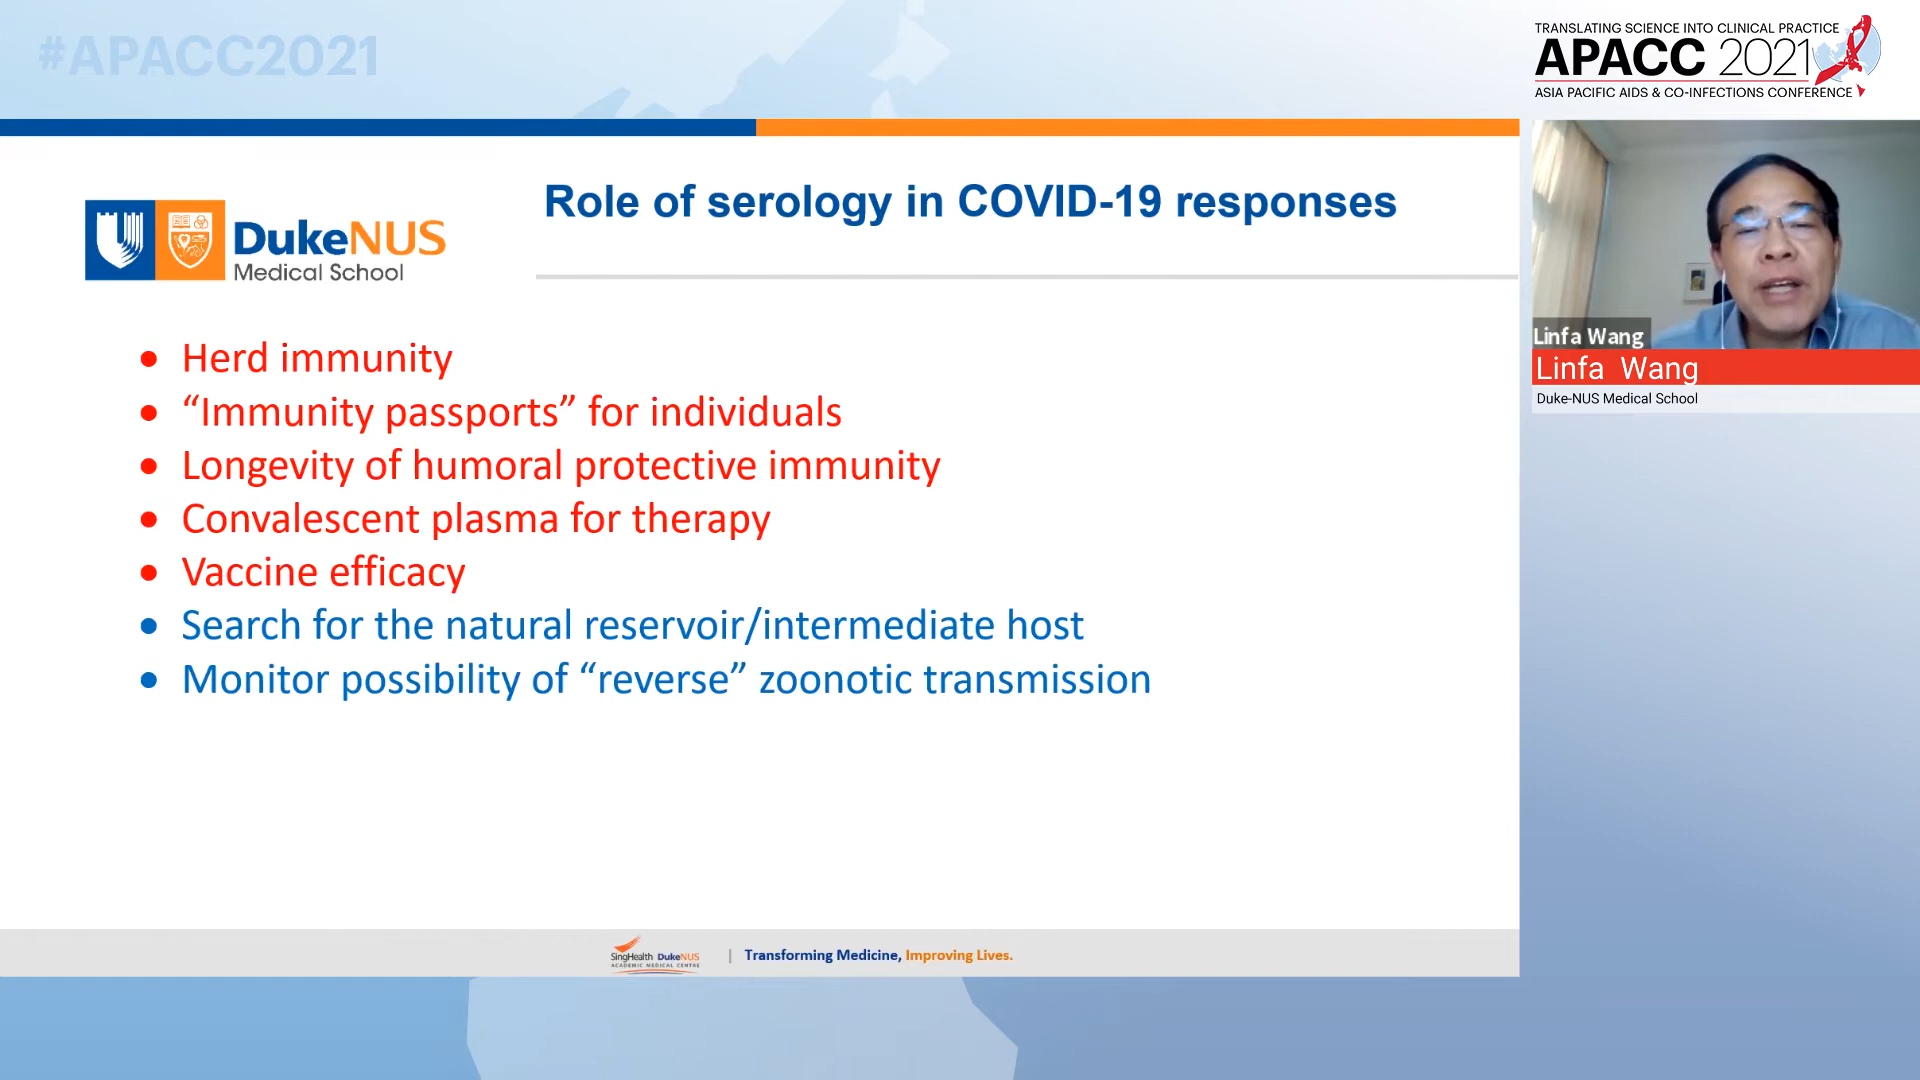 #APACC2021
TRANSLATING SCIENCE INTO CLINICAL PRACTICE
APACC 2021
ASIA PACIFIC AIDS & CO-INFECTIONS CONFERENCE
DukeNUS
Medical School
Role of serology in COVID-19 responses
• Herd immunity
• “Immunity passports” for individuals
• Longevity of humoral protective immunity
• Convalescent plasma for therapy
• Vaccine efficacy
• Search for the natural reservoir/intermediate host
• Monitor possibility of “reverse” zoonotic transmission
Linfa Wang
Linfa Wang
Duke-NUS Medical School
SingHealth DukeNUS
ACADEMIC MEDICAL CENTRE
| Transforming Medicine, Improving Lives.